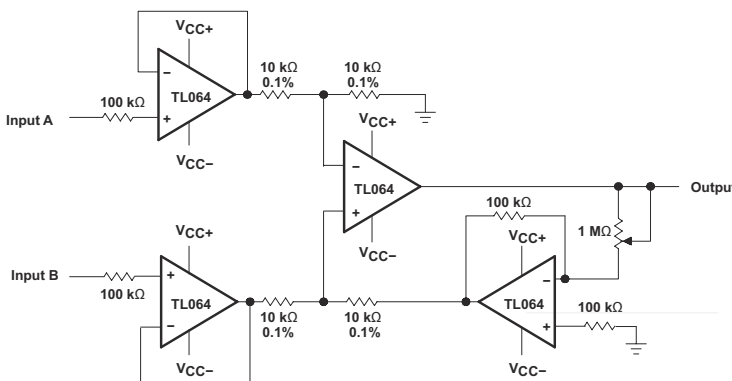 VCC+
10 kΩ
0.1%
10 kΩ
0.1%
100 kΩ
TL064
Input A
VCC–
VCC+
TL064
Output
100 kΩ
VCC–
1 MΩ
VCC+
VCC+
Input B
100 kΩ
TL064
TL064
100 kΩ
10 kΩ
0.1%
10 kΩ
0.1%
VCC–
VCC–